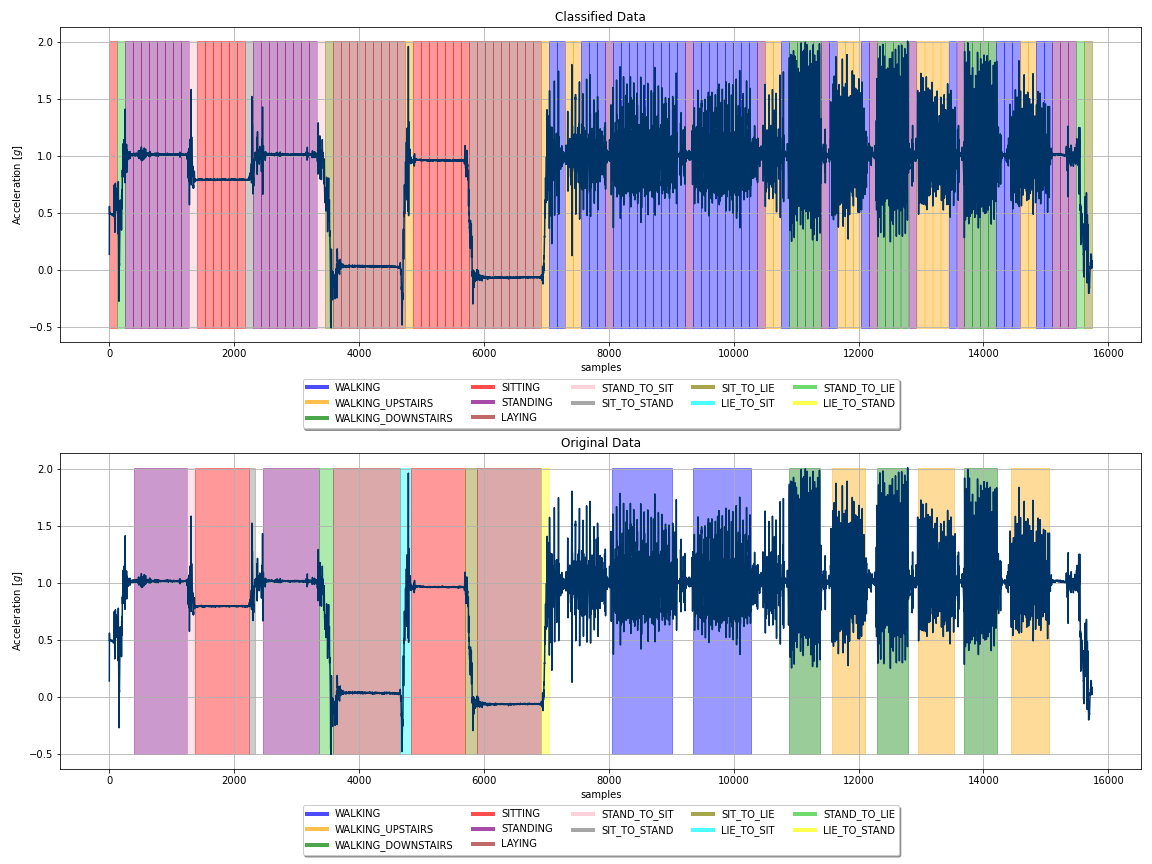 Classified Data
2.0
1.5
1.0
0.5
0.0
−0.5
Acceleration [g]
0 2000 4000 6000 8000 10000 12000 14000 16000
samples
WALKING SITTING STAND_TO_SIT SIT_TO_LIE STAND_TO_LIE
WALKING_UPSTAIRS STANDING SIT_TO_STAND LIE_TO_SIT LIE_TO_STAND
WALKING_DOWNSTAIRS LAYING
Original Data
2.0
1.5
1.0
0.5
0.0
−0.5
Acceleration [g]
0 2000 4000 6000 8000 10000 12000 14000 16000
samples
WALKING SITTING STAND_TO_SIT SIT_TO_LIE STAND_TO_LIE
WALKING_UPSTAIRS STANDING SIT_TO_STAND LIE_TO_SIT LIE_TO_STAND
WALKING_DOWNSTAIRS LAYING